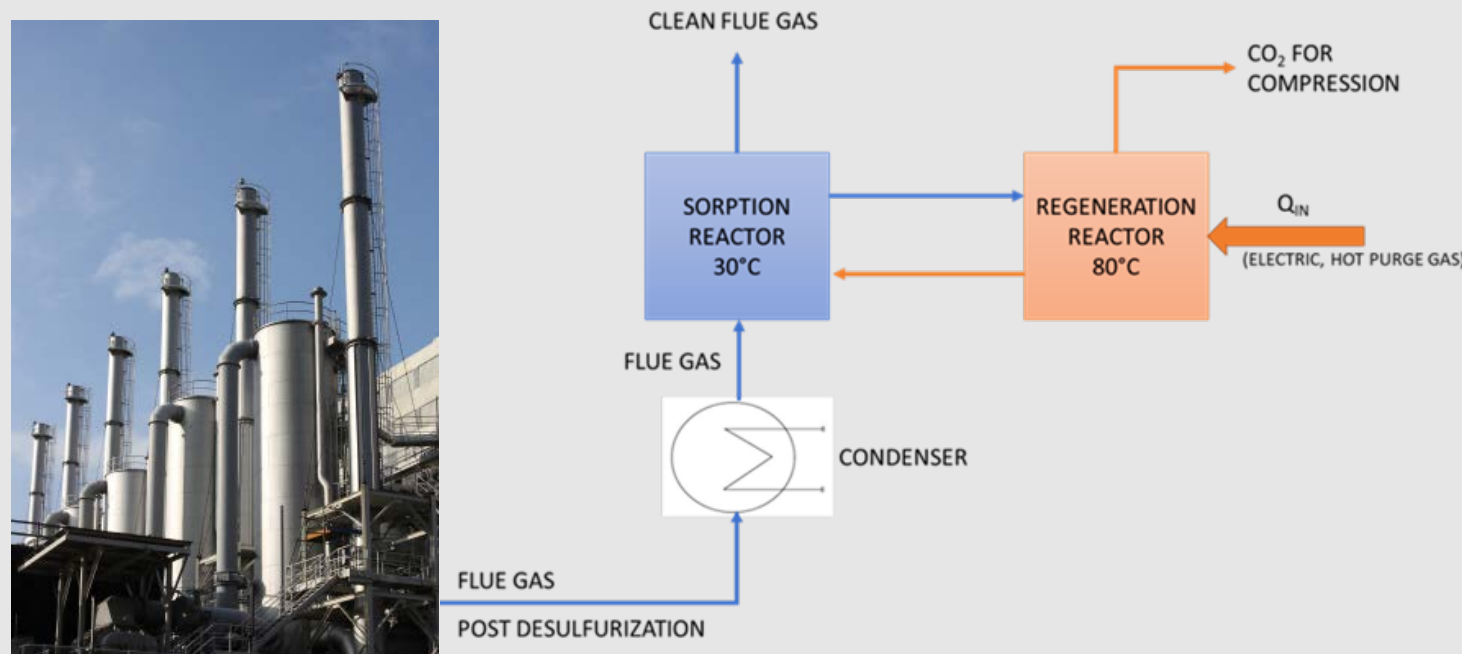 CLEAN FLUE GAS
CO₂ FOR
COMPRESSION
SORPTION
REACTOR
30°C
REGENERATION
REACTOR
80°C
Q_IN
(ELECTRIC, HOT PURGE GAS)
FLUE GAS
CONDENSER
FLUE GAS
POST DESULFURIZATION